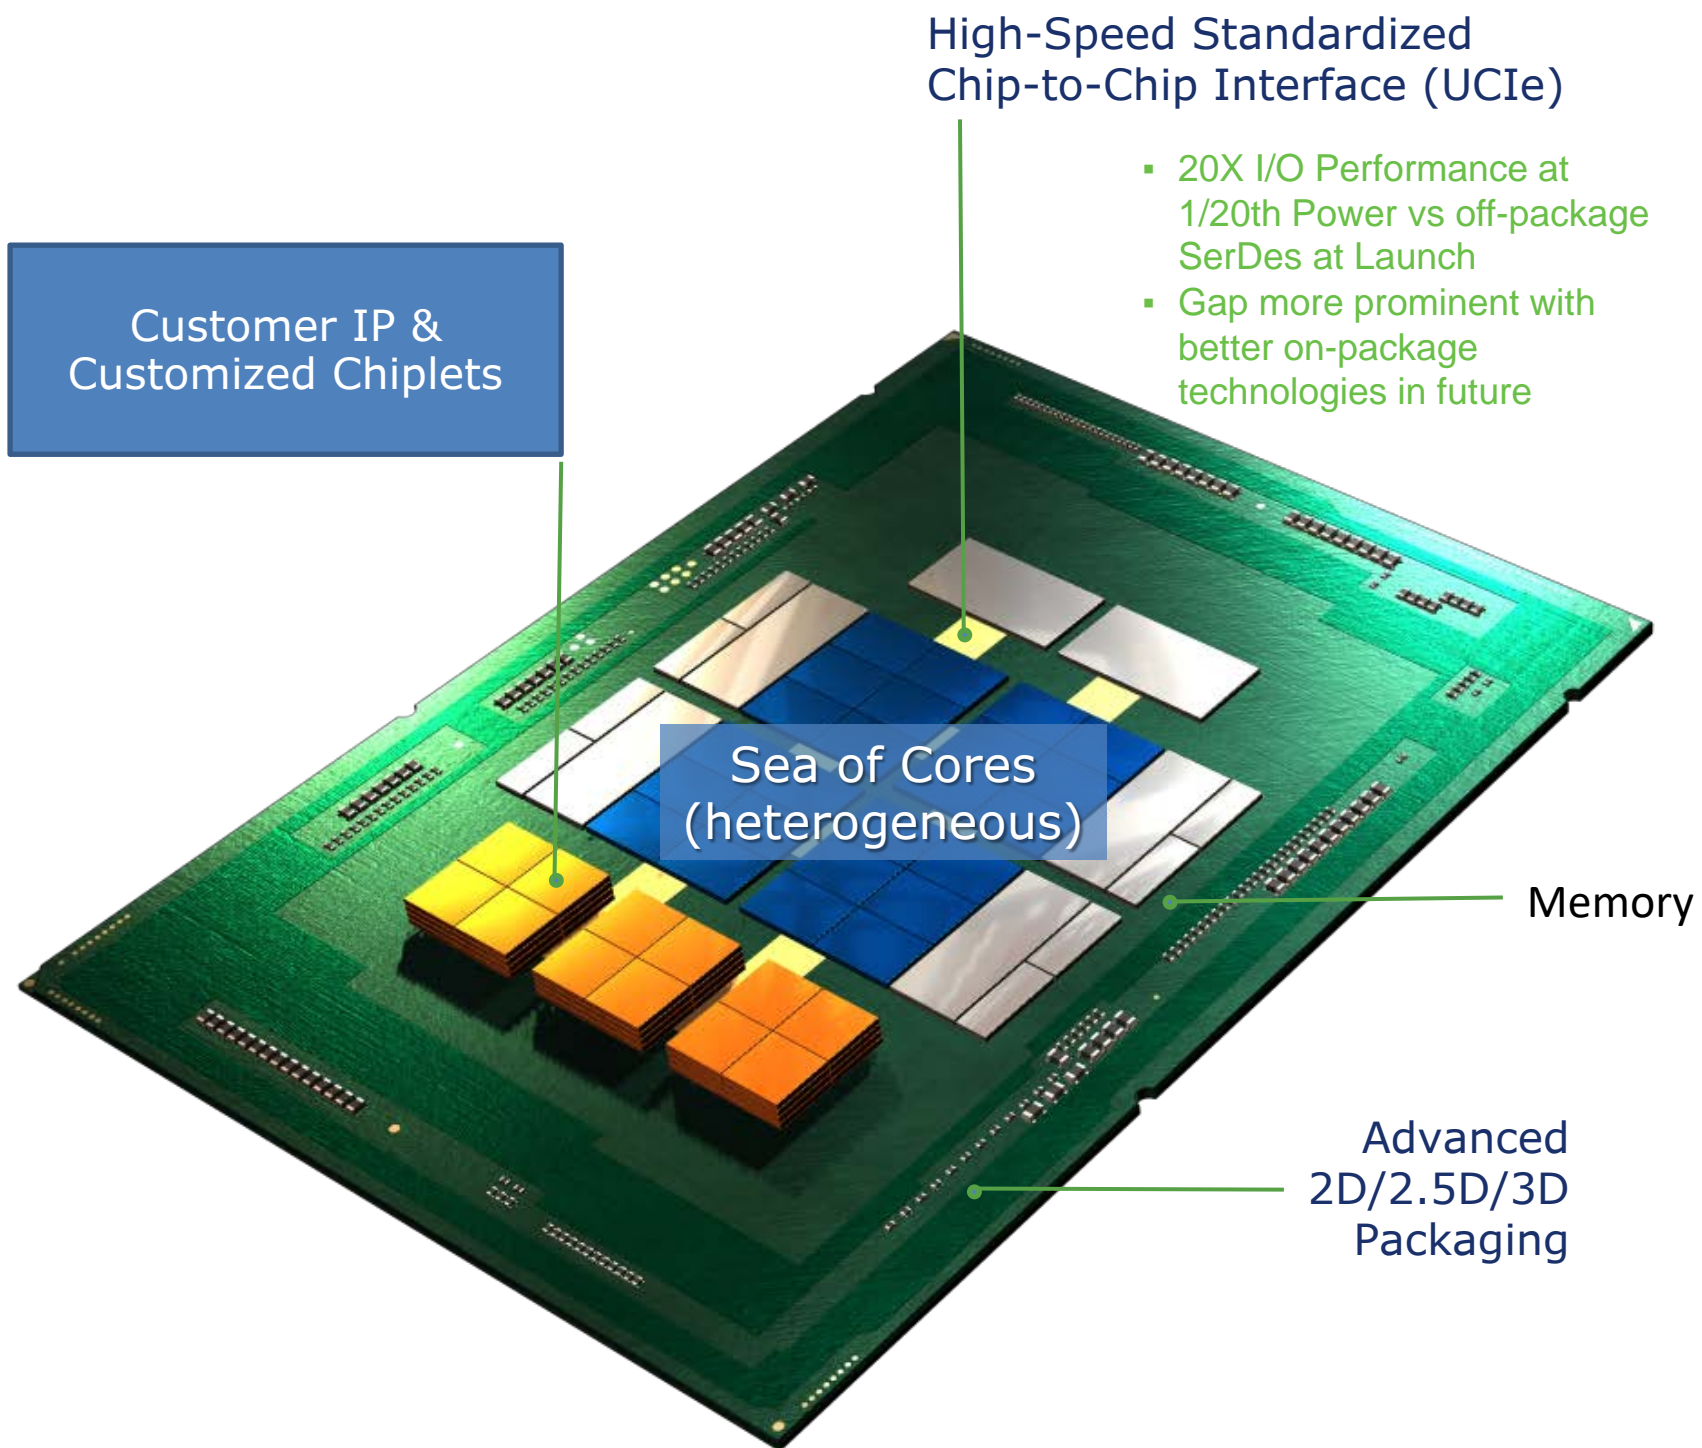 High-Speed Standardized
Chip-to-Chip Interface (UCIe)
▪ 20X I/O Performance at
1/20th Power vs off-package
SerDes at Launch
▪ Gap more prominent with
better on-package
technologies in future
Customer IP &
Customized Chiplets
Sea of Cores
(heterogeneous)
Memory
Advanced
2D/2.5D/3D
Packaging